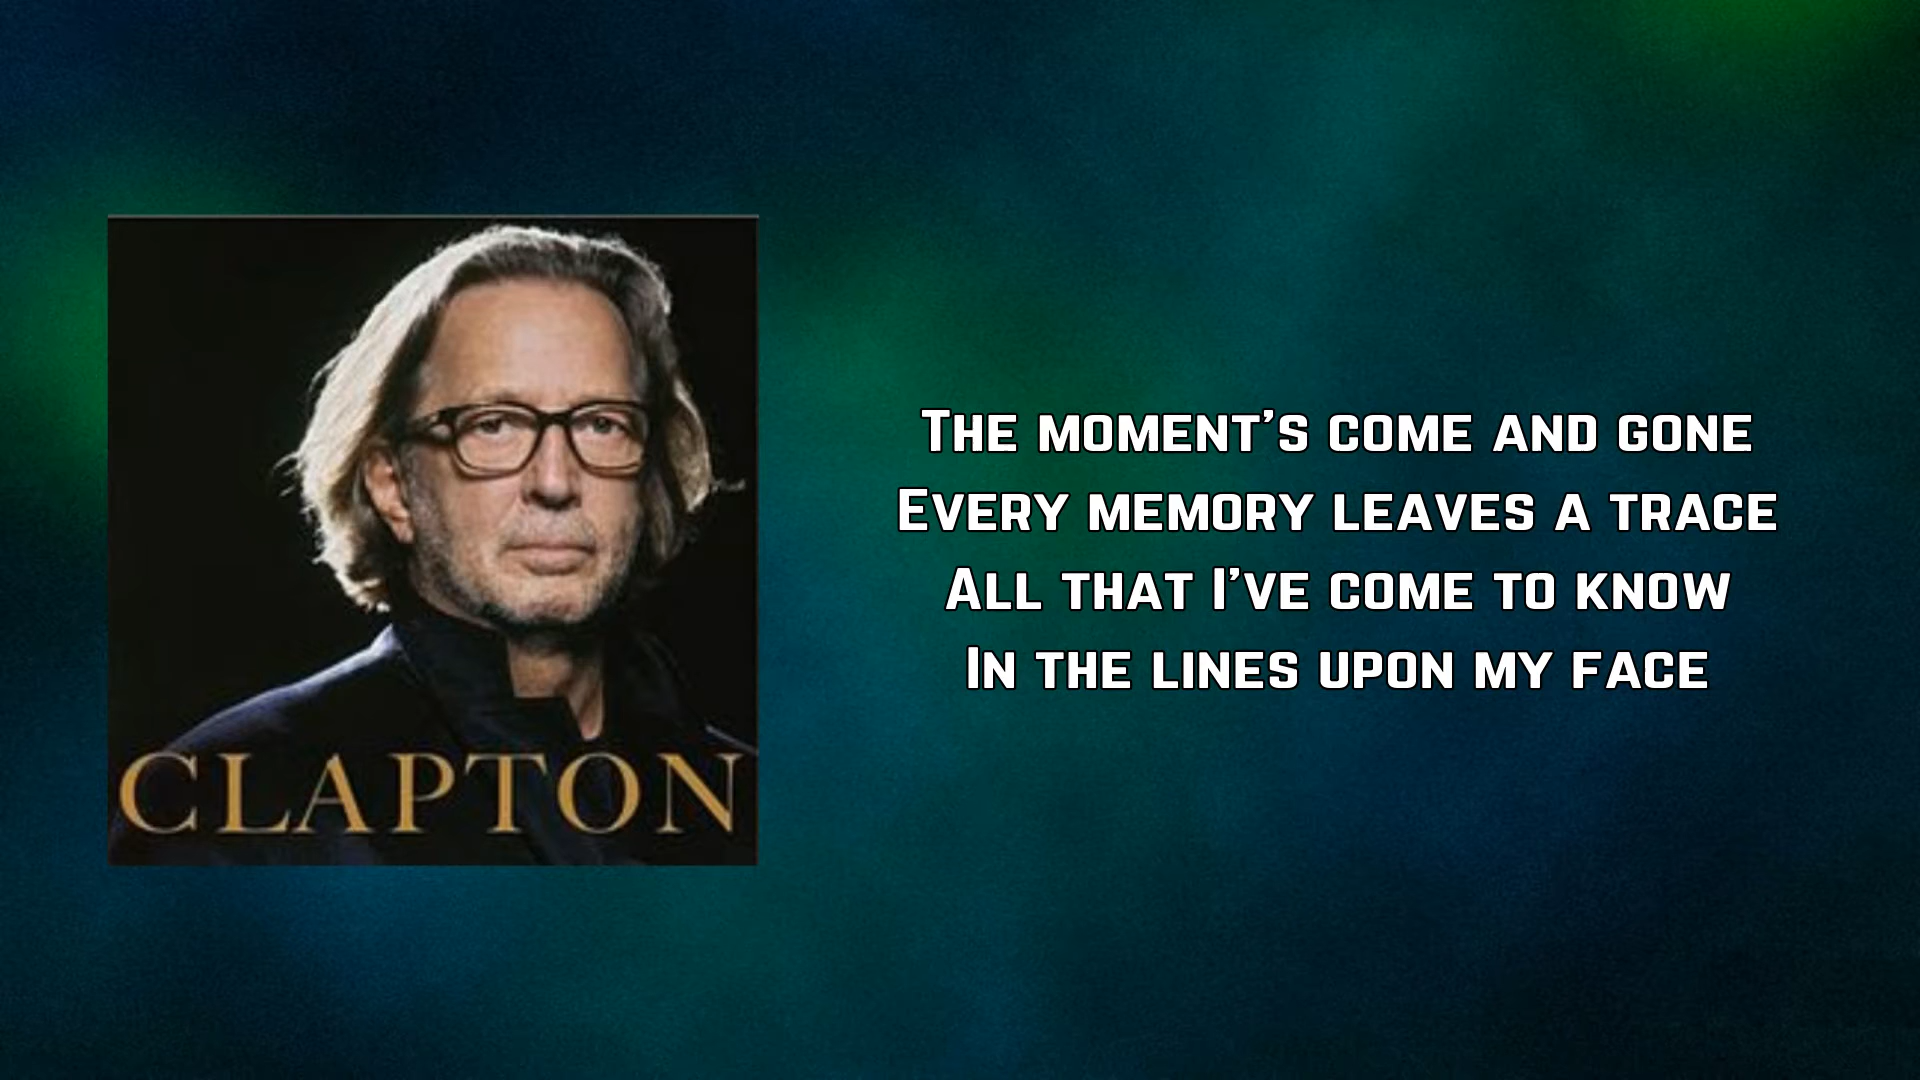 CLAPTON
The moment's come and gone
Every memory leaves a trace
All that I've come to know
In the lines upon my face